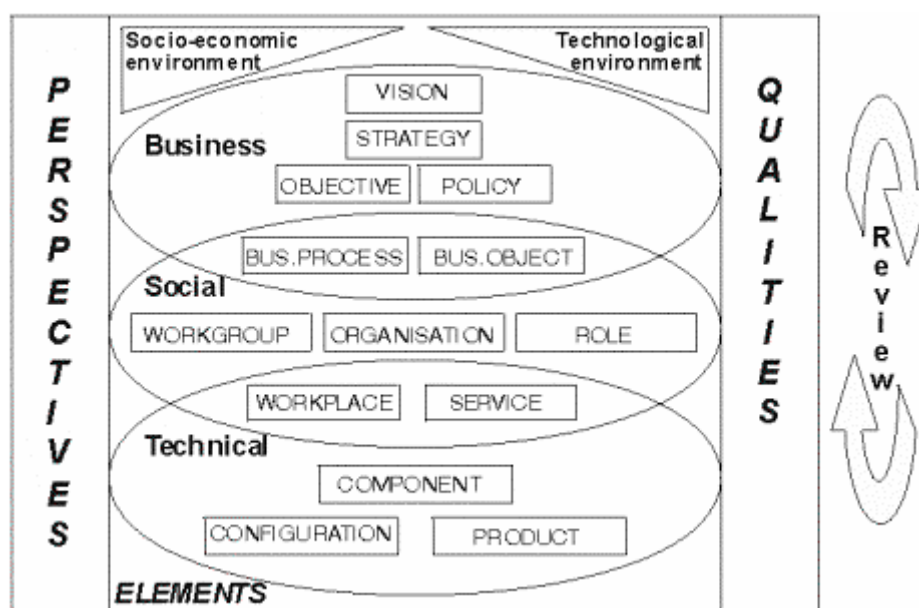 Socio-economic
environment
Technological
environment
PERSPECTIVES
QUALITIES
Review
VISION
Business
STRATEGY
OBJECTIVE
POLICY
BUS.PROCESS
BUS.OBJECT
Social
WORKGROUP
ORGANISATION
ROLE
WORKPLACE
SERVICE
Technical
COMPONENT
CONFIGURATION
PRODUCT
ELEMENTS